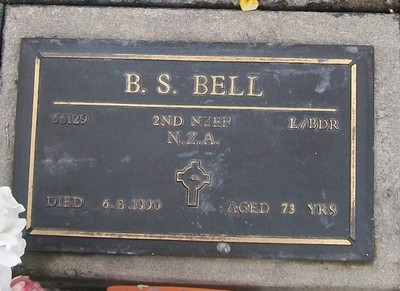 B. S. BELL
66129 2ND NZEF L/BDR
N.Z.A.
DIED 6.8.1990 AGED 73 YRS